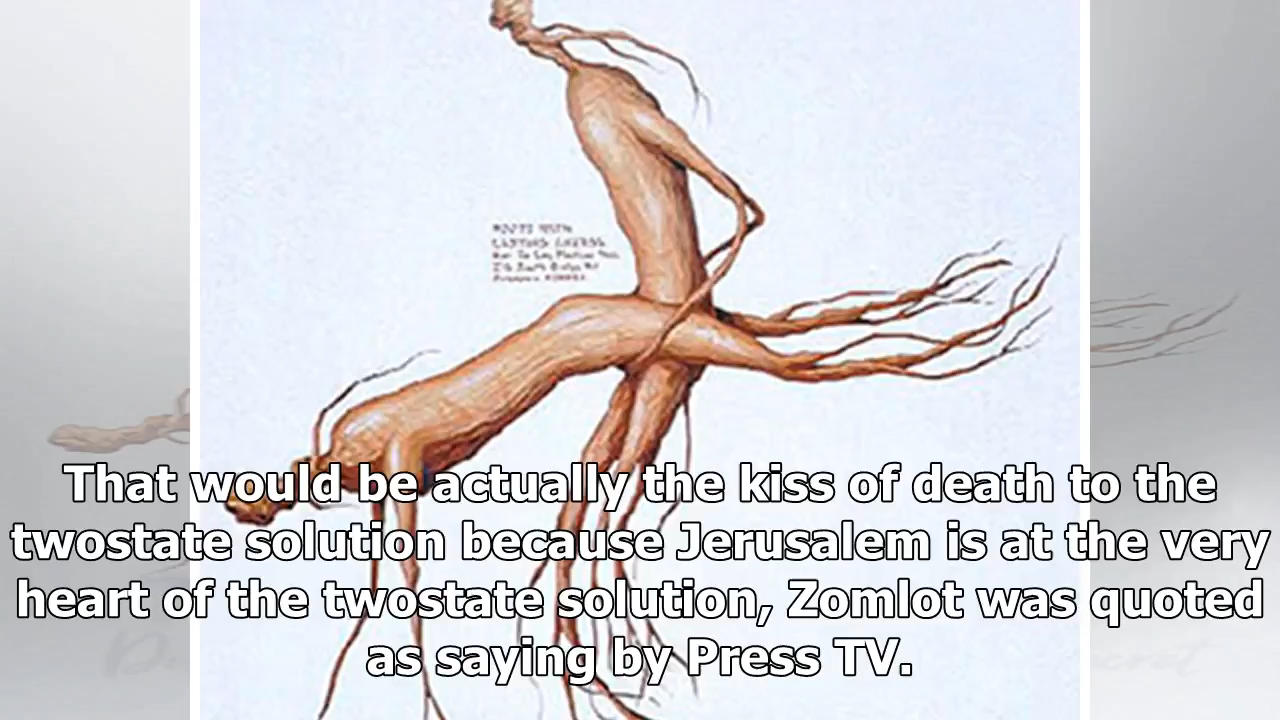 That would be actually the kiss of death to the
twostate solution because Jerusalem is at the very
heart of the twostate solution, Zomlot was quoted
as saying by Press TV.